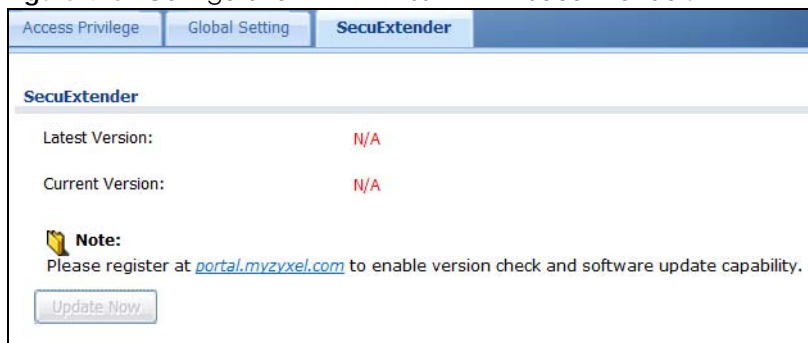 Access Privilege Global Setting SecuExtender
SecuExtender
Latest Version: N/A
Current Version: N/A
Note:
Please register at portal.myzyxel.com to enable version check and software update capability.
Update Now